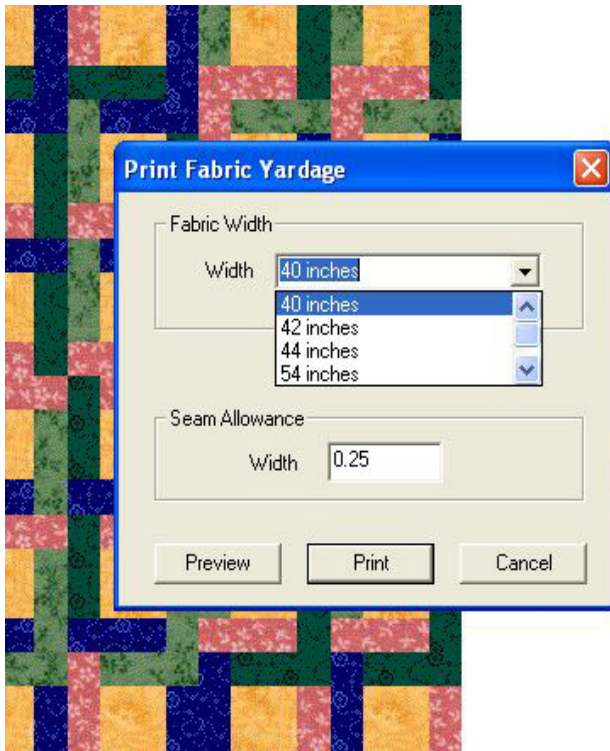 Print Fabric Yardage
Fabric Width
Width 40 inches
40 inches
42 inches
44 inches
54 inches
Seam Allowance
Width 0.25
Preview Print Cancel